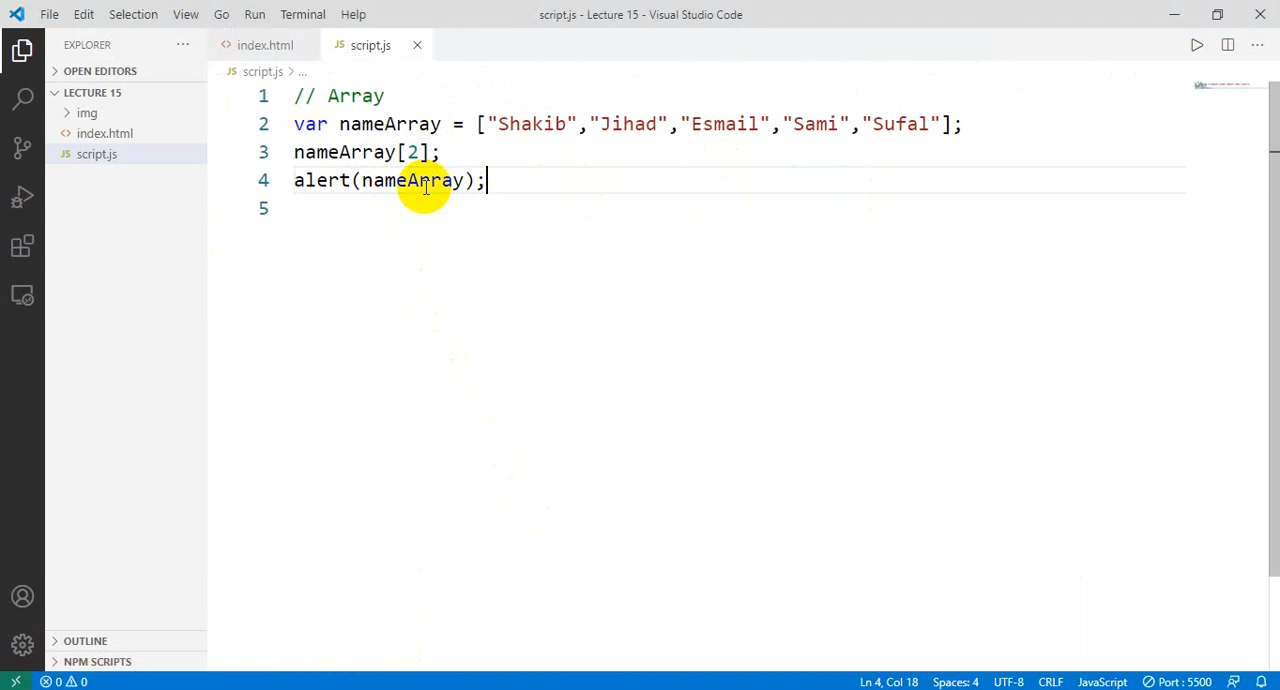 File Edit Selection View Go Run Terminal Help
script.js - Lecture 15 - Visual Studio Code
EXPLORER
index.html
JS script.js
OPEN EDITORS
LECTURE 15
img
index.html
JS script.js
JS script.js > ...
1 // Array
2 var nameArray = ["Shakib","Jihad","Esmail","Sami","Sufal"];
3 nameArray[2];
4 alert(nameArray);
5
OUTLINE
NPM SCRIPTS
0 0
Ln 4, Col 18 Spaces: 4 UTF-8 CRLF JavaScript Port : 5500